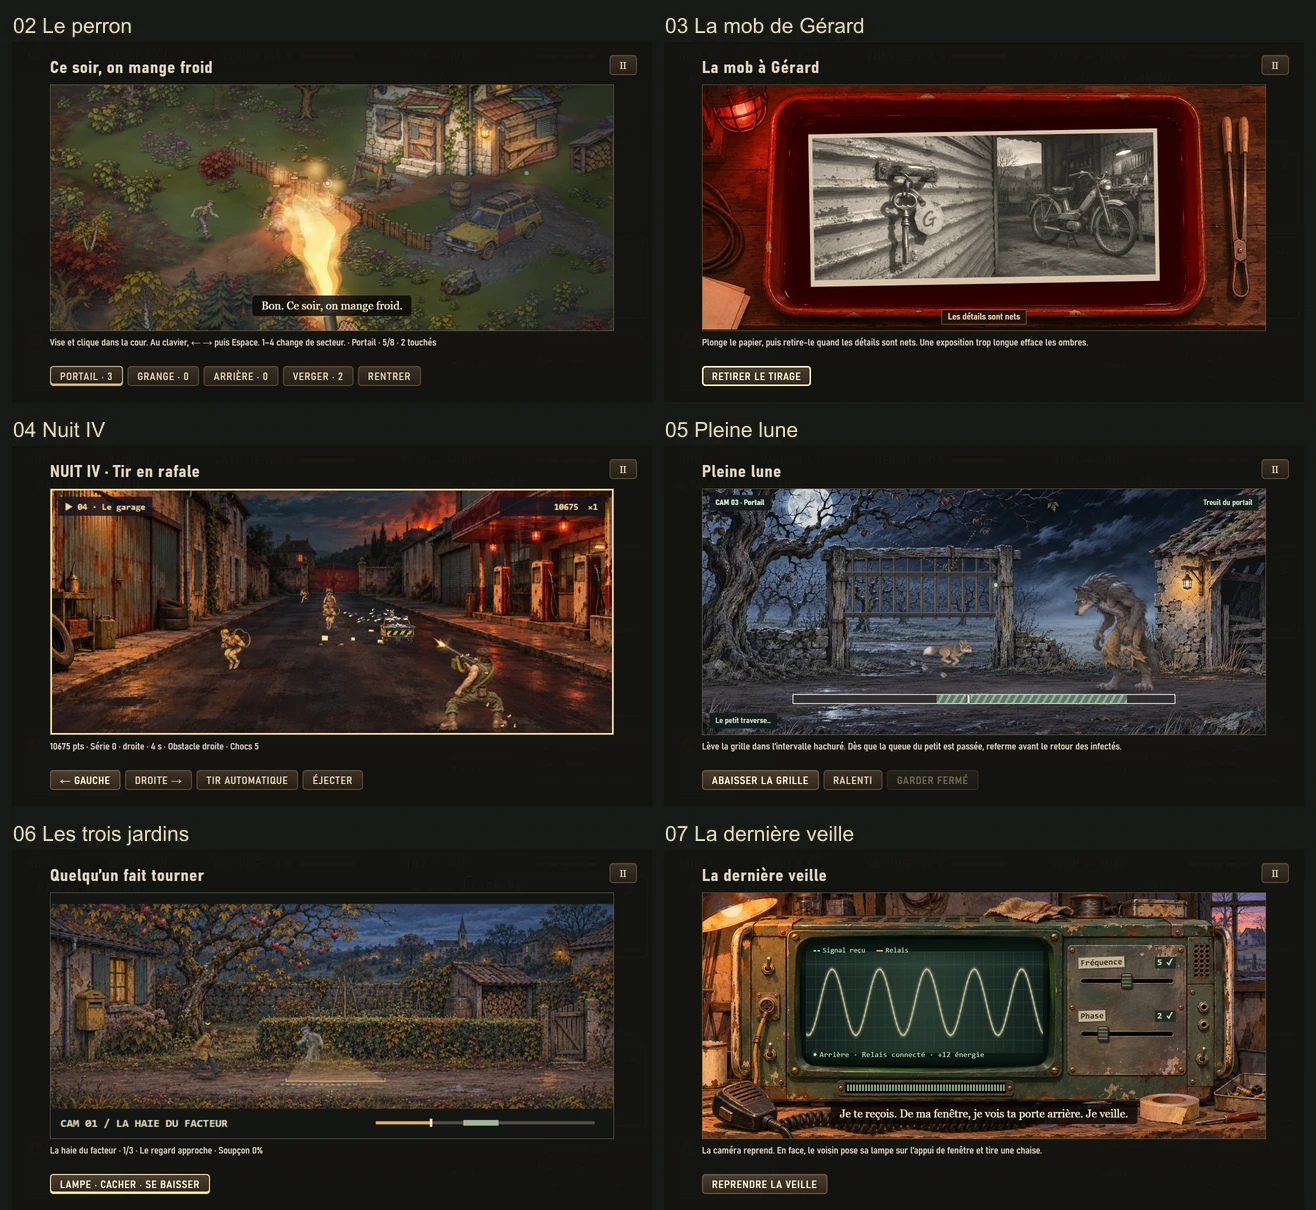 02 Le perron
Ce soir, on mange froid
II
Bon. Ce soir, on mange froid.
Vise et clique dans la cour. Au clavier, ← → puis Espace. 1–4 change de secteur. · Portail · 5/8 · 2 touchés
PORTAIL · 3
GRANGE · 0
ARRIÈRE · 0
VERGER · 2
RENTRER
03 La mob de Gérard
La mob à Gérard
II
G
Les détails sont nets
Plonge le papier, puis retire-le quand les détails sont nets. Une exposition trop longue efface les ombres.
RETIRER LE TIRAGE
04 Nuit IV
NUIT IV · Tir en rafale
II
▶ 04 · Le garage
10675 ×1
10675 pts · Série 0 · droite · 4 s · Obstacle droite · Chocs 5
← GAUCHE
DROITE →
TIR AUTOMATIQUE
ÉJECTER
05 Pleine lune
Pleine lune
II
CAM 03 · Portail
Treuil du portail
Le petit traverse…
Lève la grille dans l'intervalle hachuré. Dès que la queue du petit est passée, referme avant le retour des infectés.
ABAISSER LA GRILLE
RALENTI
GARDER FERMÉ
06 Les trois jardins
Quelqu'un fait tourner
II
CAM 01 / LA HAIE DU FACTEUR
La haie du facteur · 1/3 · Le regard approche · Soupçon 0%
LAMPE · CACHER · SE BAISSER
07 La dernière veille
La dernière veille
II
Signal reçu
Relais
Fréquence
5 ✓
Phase
2 ✓
Arrière · Relais connecté · +12 énergie
Je te reçois. De ma fenêtre, je vois ta porte arrière. Je veille.
La caméra reprend. En face, le voisin pose sa lampe sur l'appui de fenêtre et tire une chaise.
REPRENDRE LA VEILLE